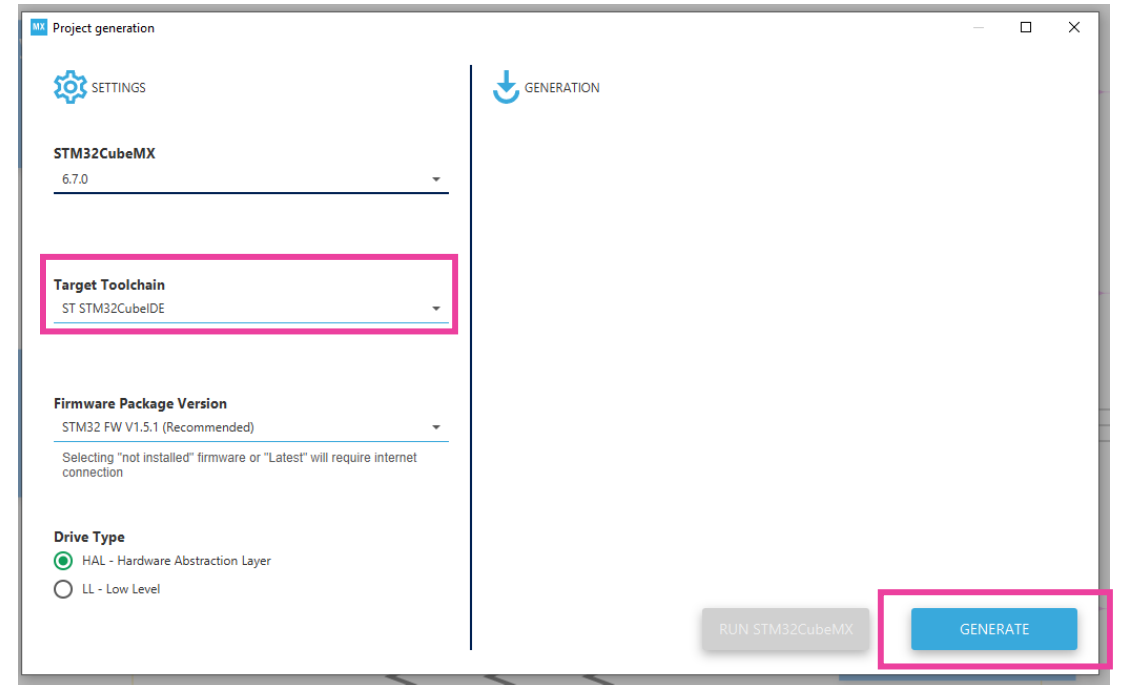 MX Project generation
SETTINGS
STM32CubeMX
6.7.0
Target Toolchain
ST STM32CubeIDE
Firmware Package Version
STM32 FW V1.5.1 (Recommended)
Selecting "not installed" firmware or "Latest" will require internet
connection
Drive Type
HAL - Hardware Abstraction Layer
LL - Low Level
GENERATION
RUN STM32CubeMX
GENERATE